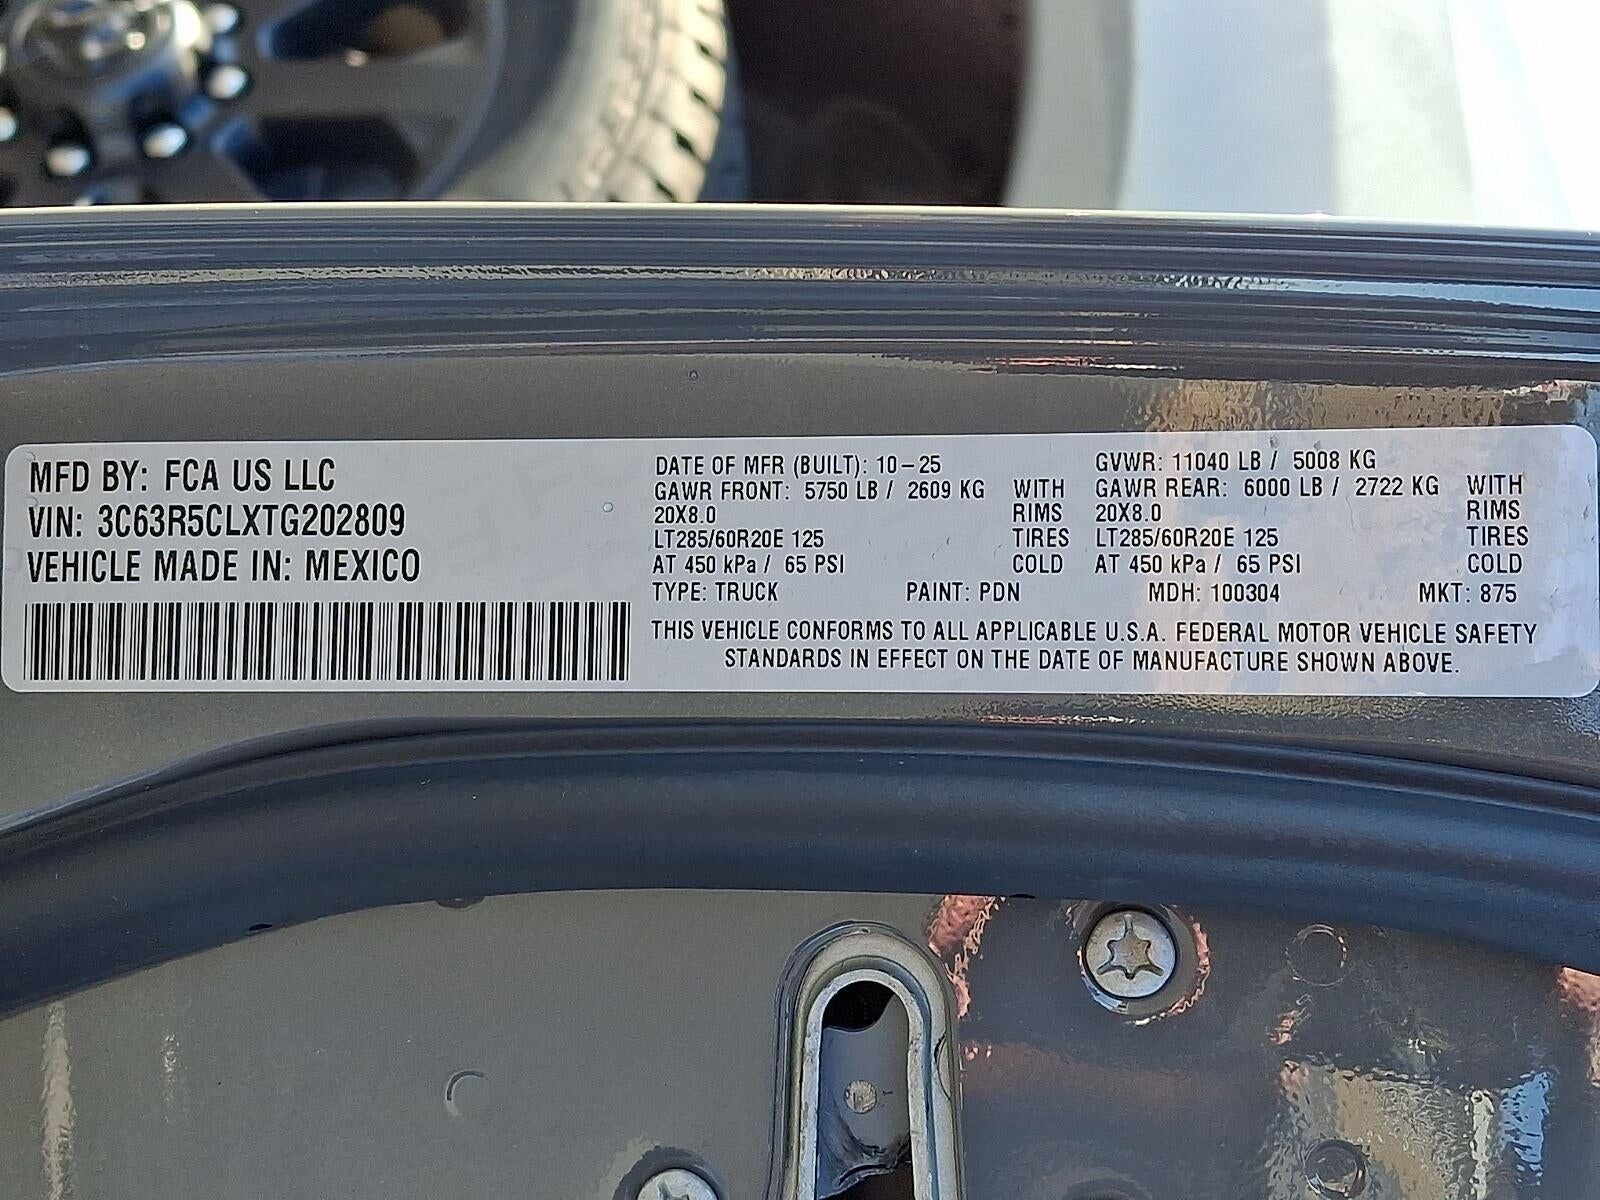 MFD BY: FCA US LLC
VIN: 3C63R5CLXTG202809
VEHICLE MADE IN: MEXICO
DATE OF MFR (BUILT): 10-25 GVWR: 11040 LB / 5008 KG
GAWR FRONT: 5750 LB / 2609 KG WITH GAWR REAR: 6000 LB / 2722 KG WITH
20X8.0 RIMS 20X8.0 RIMS
LT285/60R20E 125 TIRES LT285/60R20E 125 TIRES
AT 450 kPa / 65 PSI COLD AT 450 kPa / 65 PSI COLD
TYPE: TRUCK PAINT: PDN MDH: 100304 MKT: 875
THIS VEHICLE CONFORMS TO ALL APPLICABLE U.S.A. FEDERAL MOTOR VEHICLE SAFETY
STANDARDS IN EFFECT ON THE DATE OF MANUFACTURE SHOWN ABOVE.